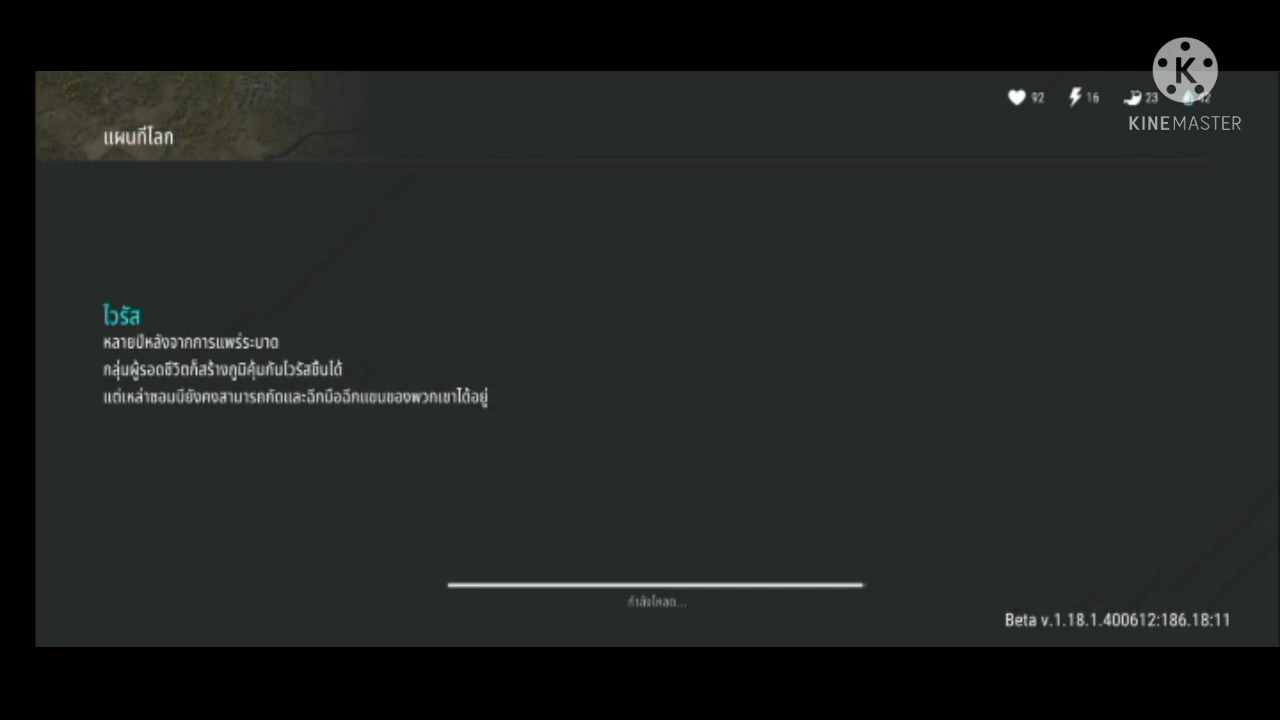 KINEMASTER
92 16 23 42
แผนที่โลก
ไวรัส
หลายปีหลังจากการแพร่ระบาด
กลุ่มผู้รอดชีวิตก็สร้างภูมิคุ้มกันไวรัสขึ้นได้
แต่เหล่าซอมบียังคงสามารถกัดและฉีกมือฉีกแขนของพวกเขาได้อยู่
กำลังโหลด...
Beta v.1.18.1.400612:186.18:11